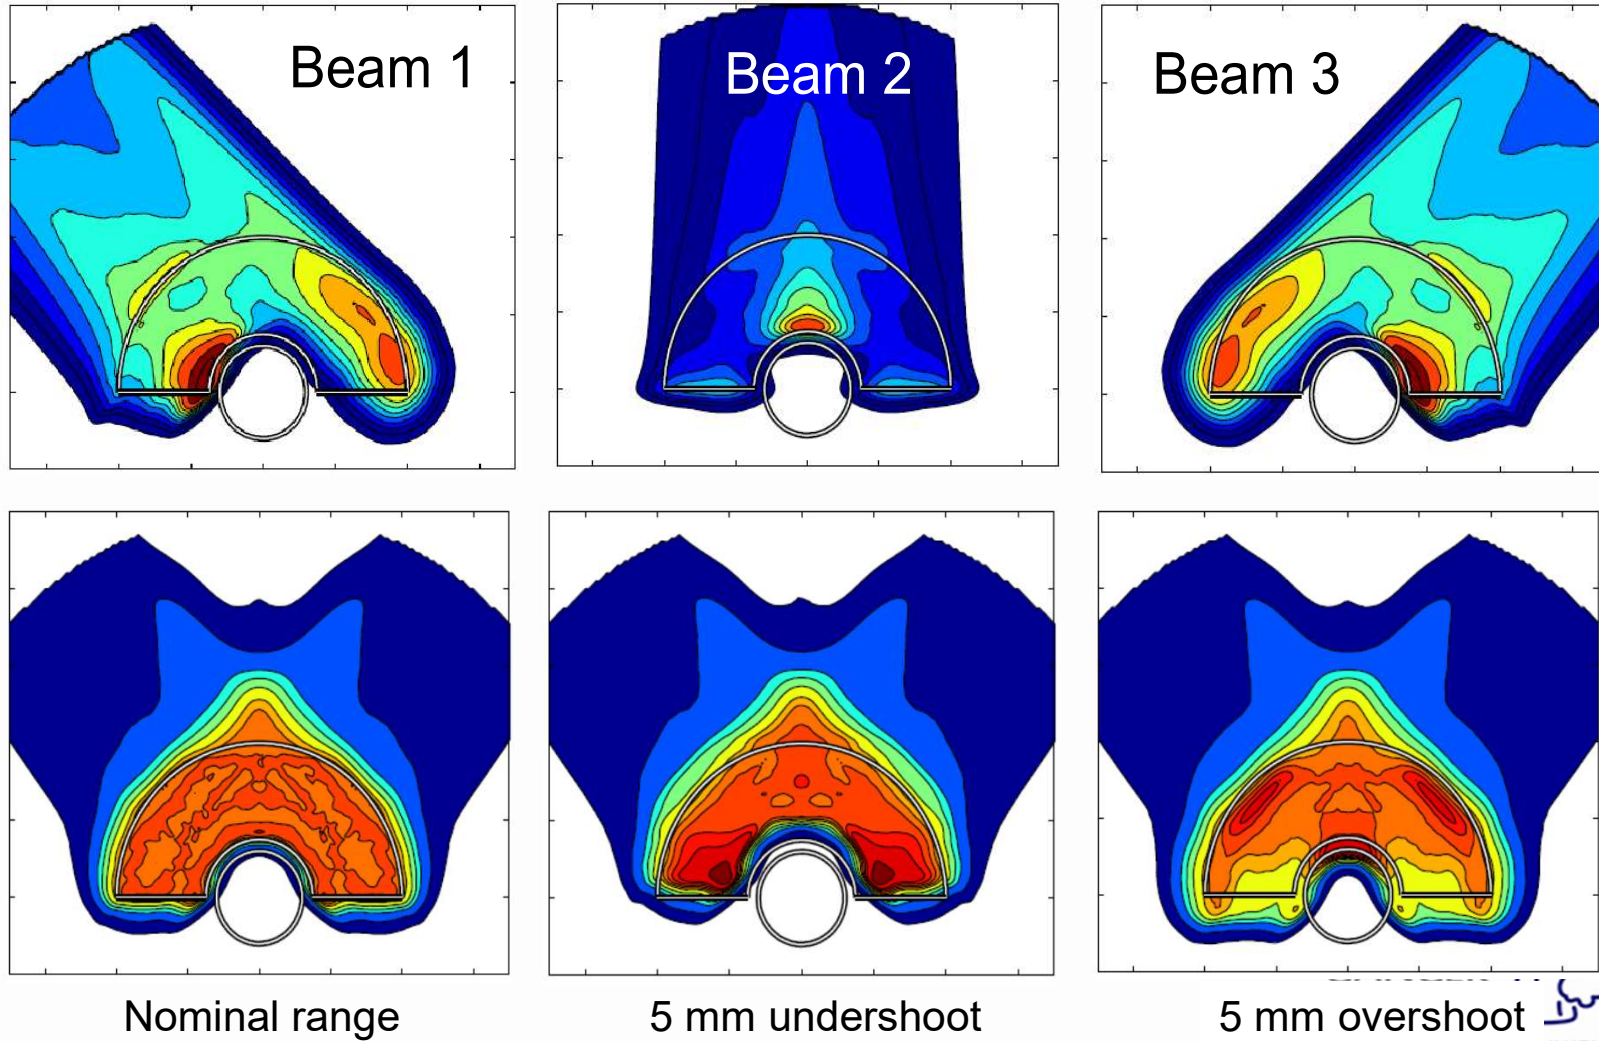 Beam 1
Beam 2
Beam 3
Nominal range
5 mm undershoot
5 mm overshoot